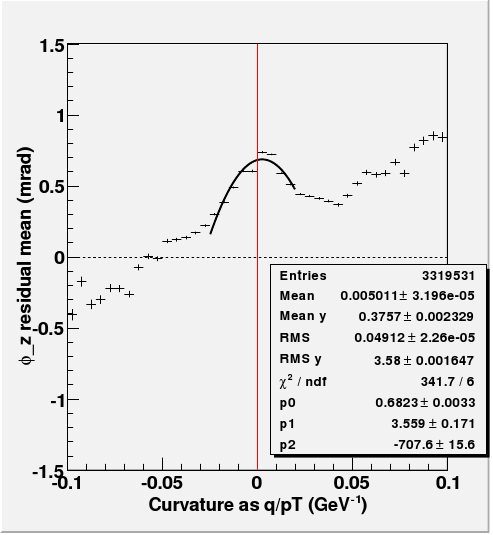 1.5
1
0.5
0
-0.5
-1
-1.5
ϕ_z residual mean (mrad)
Entries 3319531
Mean 0.005011± 3.196e-05
Mean y 0.3757± 0.002329
RMS 0.04912± 2.26e-05
RMS y 3.58± 0.001647
χ² / ndf 341.7 / 6
p0 0.6823± 0.0033
p1 3.559± 0.171
p2 -707.6± 15.6
-0.1 -0.05 0 0.05 0.1
Curvature as q/pT (GeV⁻¹)